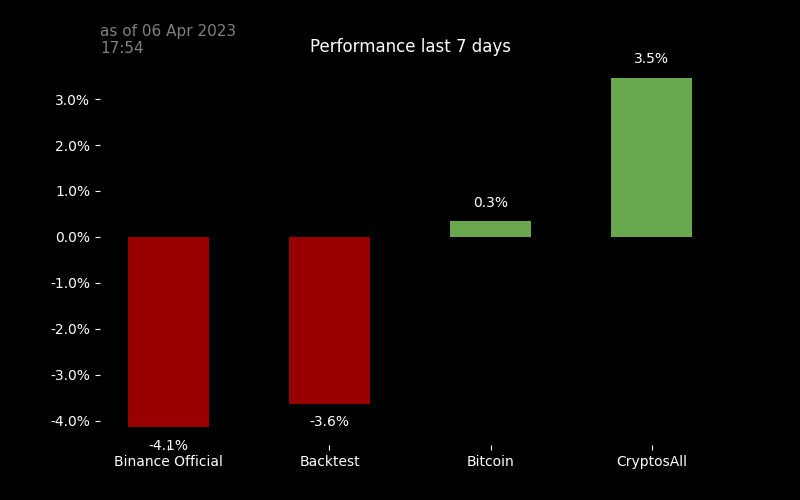 as of 06 Apr 2023
17:54
Performance last 7 days
3.5%
3.0%
2.0%
1.0%
0.3%
0.0%
-1.0%
-2.0%
-3.0%
-4.0%
-3.6%
-4.1%
Binance Official
Backtest
Bitcoin
CryptosAll